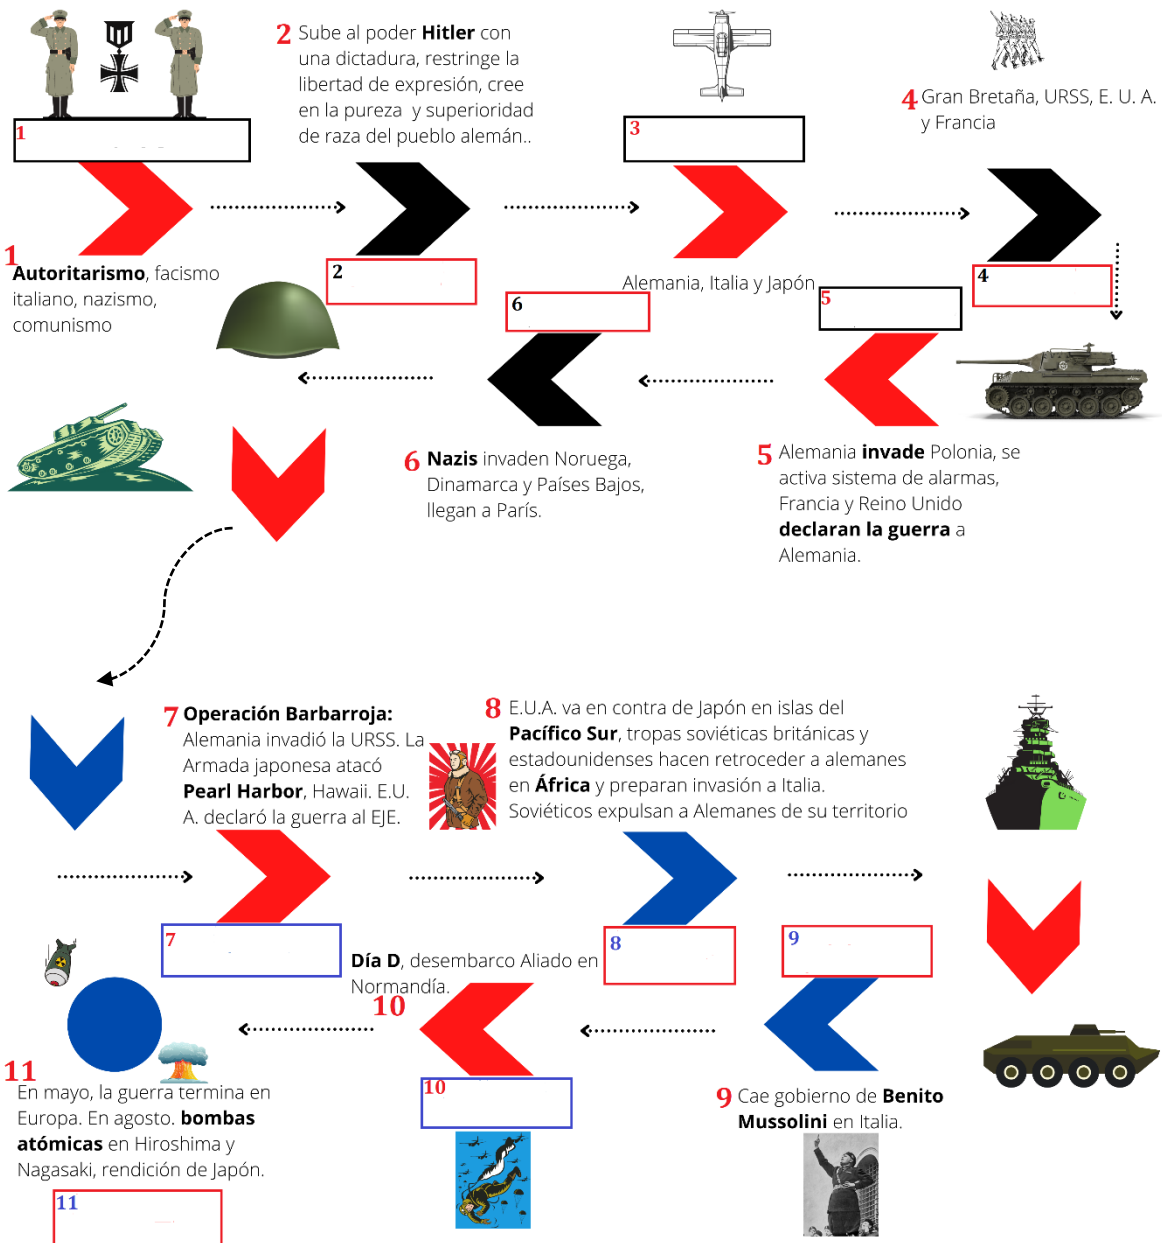 2 Sube al poder Hitler con
una dictadura, restringe la
libertad de expresión, cree
en la pureza y superioridad
de raza del pueblo alemán..
4 Gran Bretaña, URSS, E. U. A.
y Francia
1
3
1
Autoritarismo, facismo
italiano, nazismo,
comunismo
2
Alemania, Italia y Japón
4
6
5
6 Nazis invaden Noruega,
Dinamarca y Países Bajos,
llegan a París.
5 Alemania invade Polonia, se
activa sistema de alarmas,
Francia y Reino Unido
declaran la guerra a
Alemania.
7 Operación Barbarroja:
Alemania invadió la URSS. La
Armada japonesa atacó
Pearl Harbor, Hawaii. E.U.
A. declaró la guerra al EJE.
8 E.U.A. va en contra de Japón en islas del
Pacífico Sur, tropas soviéticas británicas y
estadounidenses hacen retroceder a alemanes
en África y preparan invasión a Italia.
Soviéticos expulsan a Alemanes de su territorio
7
8
9
Día D, desembarco Aliado en
Normandía.
10
11
En mayo, la guerra termina en
Europa. En agosto. bombas
atómicas en Hiroshima y
Nagasaki, rendición de Japón.
10
9 Cae gobierno de Benito
Mussolini en Italia.
11